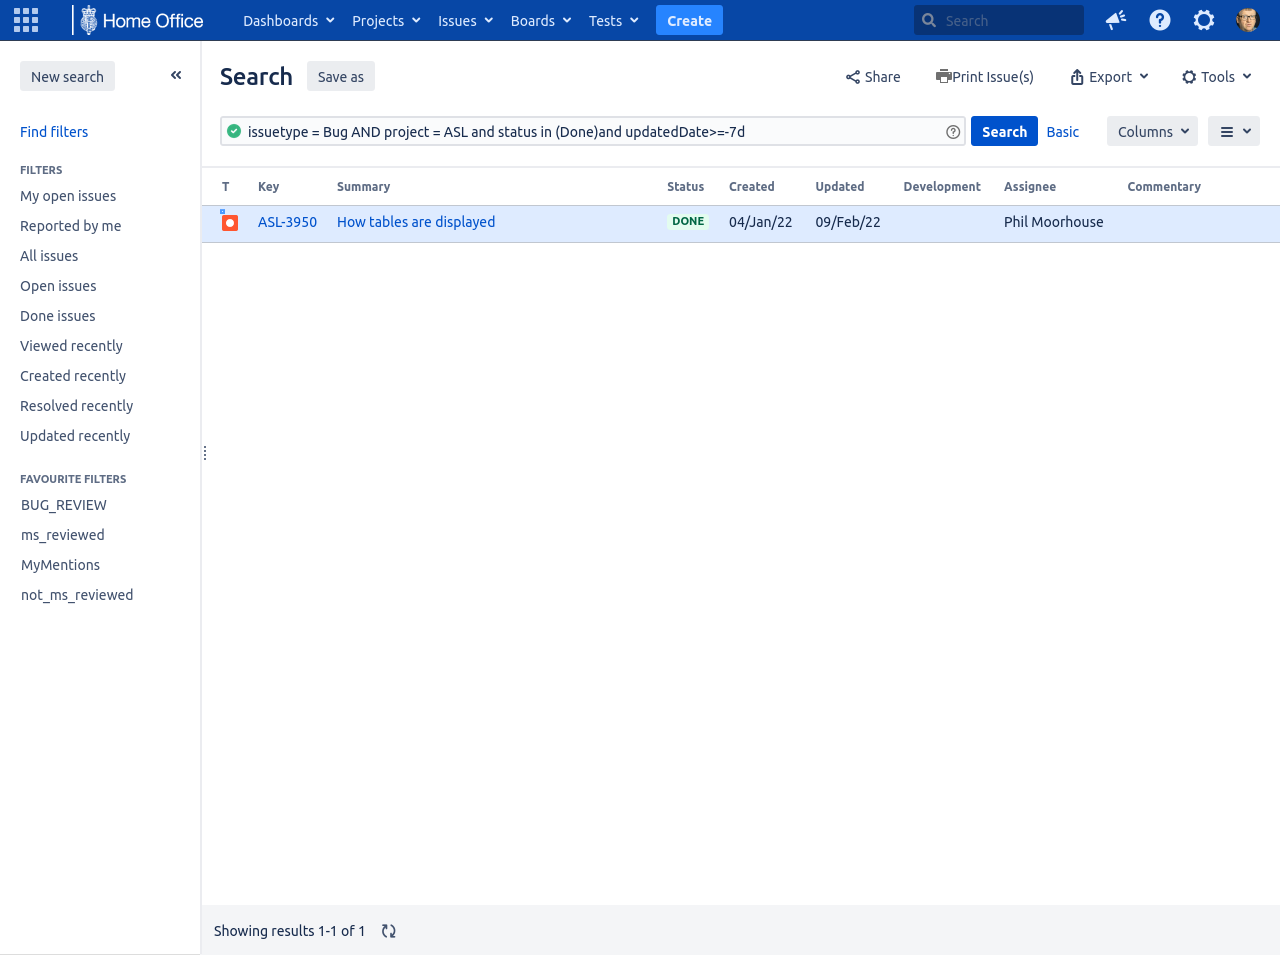 Home Office Dashboards Projects Issues Boards Tests Create Search
New search
Find filters
FILTERS
My open issues
Reported by me
All issues
Open issues
Done issues
Viewed recently
Created recently
Resolved recently
Updated recently
FAVOURITE FILTERS
BUG_REVIEW
ms_reviewed
MyMentions
not_ms_reviewed
Search Save as Share Print Issue(s) Export Tools
issuetype = Bug AND project = ASL and status in (Done)and updatedDate>=-7d Search Basic Columns
T Key Summary Status Created Updated Development Assignee Commentary
ASL-3950 How tables are displayed DONE 04/Jan/22 09/Feb/22 Phil Moorhouse
Showing results 1-1 of 1